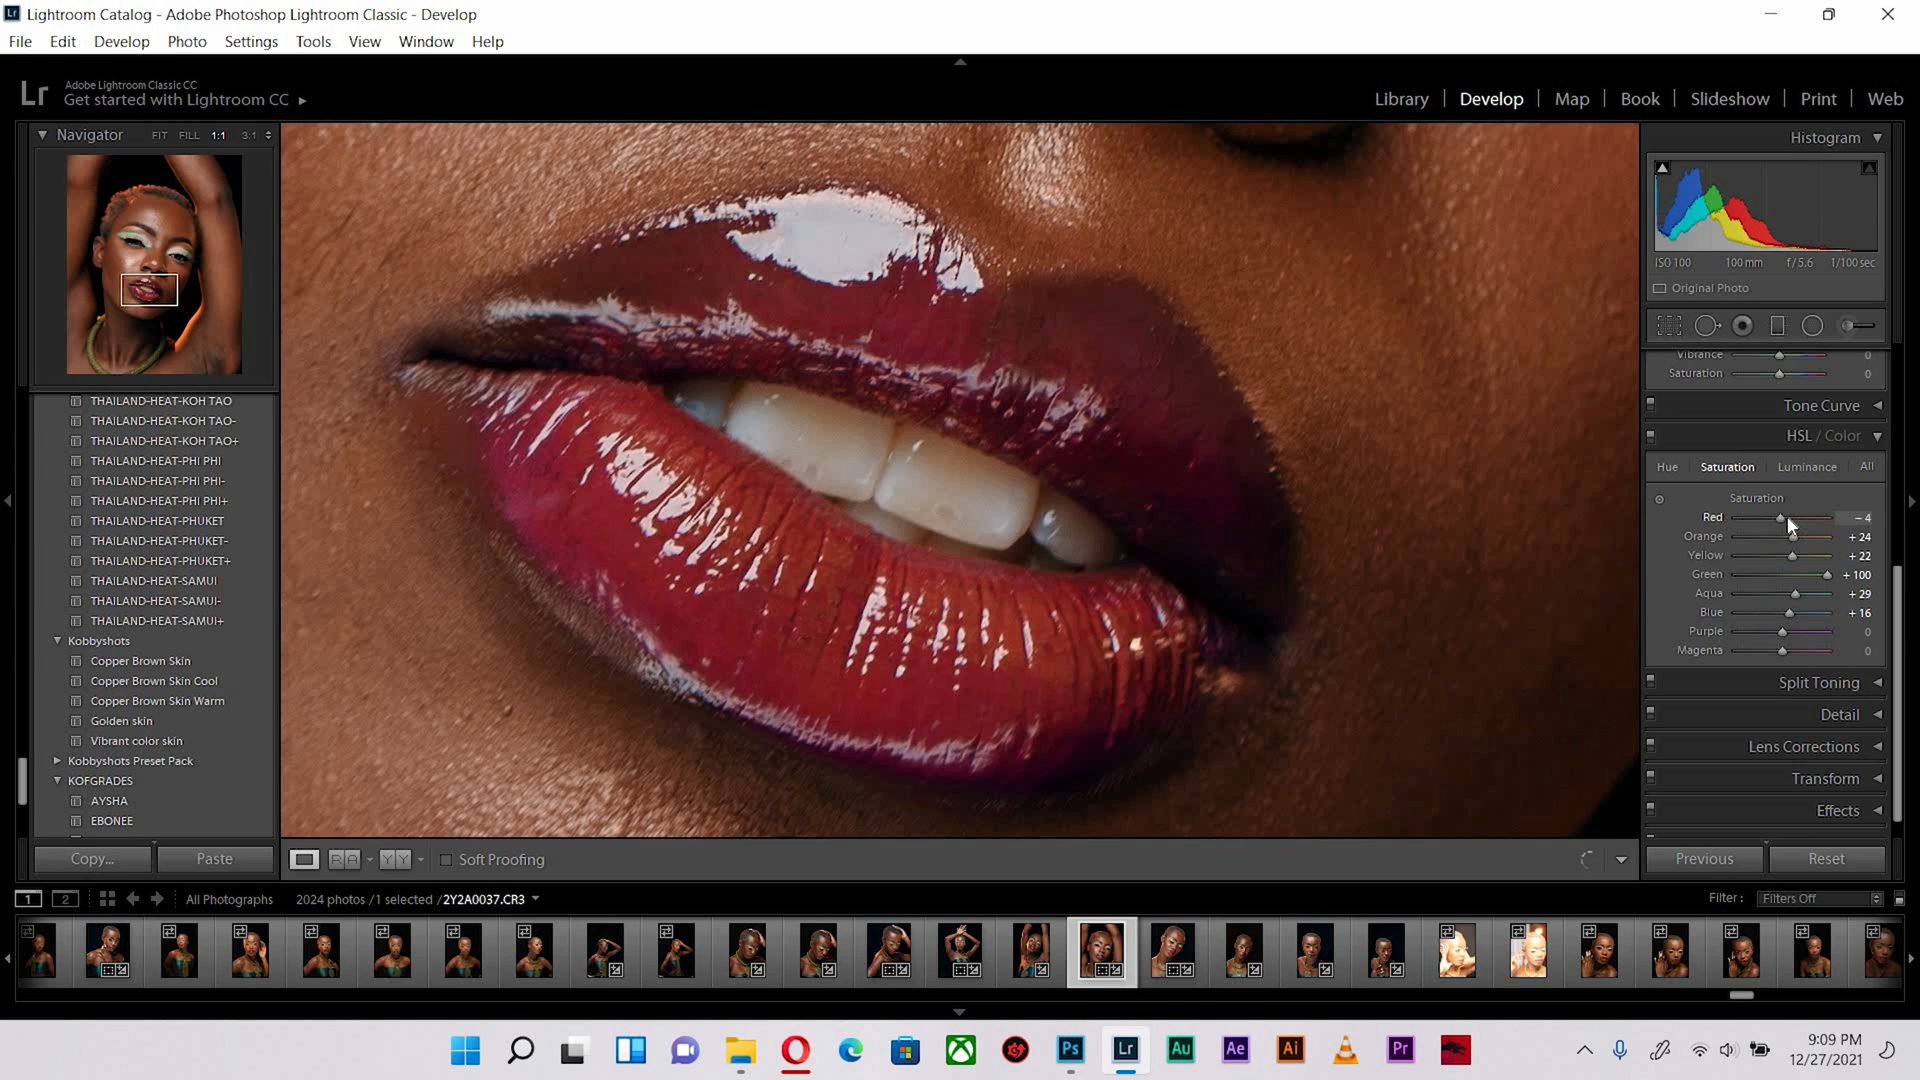 Lightroom Catalog - Adobe Photoshop Lightroom Classic - Develop
File Edit Develop Photo Settings Tools View Window Help
Lr Adobe Lightroom Classic CC
Get started with Lightroom CC
Library Develop Map Book Slideshow Print Web
Navigator FIT FILL 1:1 3:1
THAILAND-HEAT-KOH TAO
THAILAND-HEAT-KOH TAO-
THAILAND-HEAT-KOH TAO+
THAILAND-HEAT-PHI PHI
THAILAND-HEAT-PHI PHI-
THAILAND-HEAT-PHI PHI+
THAILAND-HEAT-PHUKET
THAILAND-HEAT-PHUKET-
THAILAND-HEAT-PHUKET+
THAILAND-HEAT-SAMUI
THAILAND-HEAT-SAMUI-
THAILAND-HEAT-SAMUI+
Kobbyshots
Copper Brown Skin
Copper Brown Skin Cool
Copper Brown Skin Warm
Golden skin
Vibrant color skin
Kobbyshots Preset Pack
KOFGRADES
AYSHA
EBONEE
Copy... Paste
RA YY Soft Proofing
Histogram
ISO 100 100 mm f / 5.6 1/100 sec
Original Photo
Vibrance 0
Saturation 0
Tone Curve
HSL / Color
Hue Saturation Luminance All
Saturation
Red - 4
Orange + 24
Yellow + 22
Green + 100
Aqua + 29
Blue + 16
Purple 0
Magenta 0
Split Toning
Detail
Lens Corrections
Transform
Effects
Previous Reset
1 2 All Photographs 2024 photos /1 selected /2Y2A0037.CR3 Filter : Filters Off
Ps Lr Au Ae Ai Pr
9:09 PM
12/27/2021